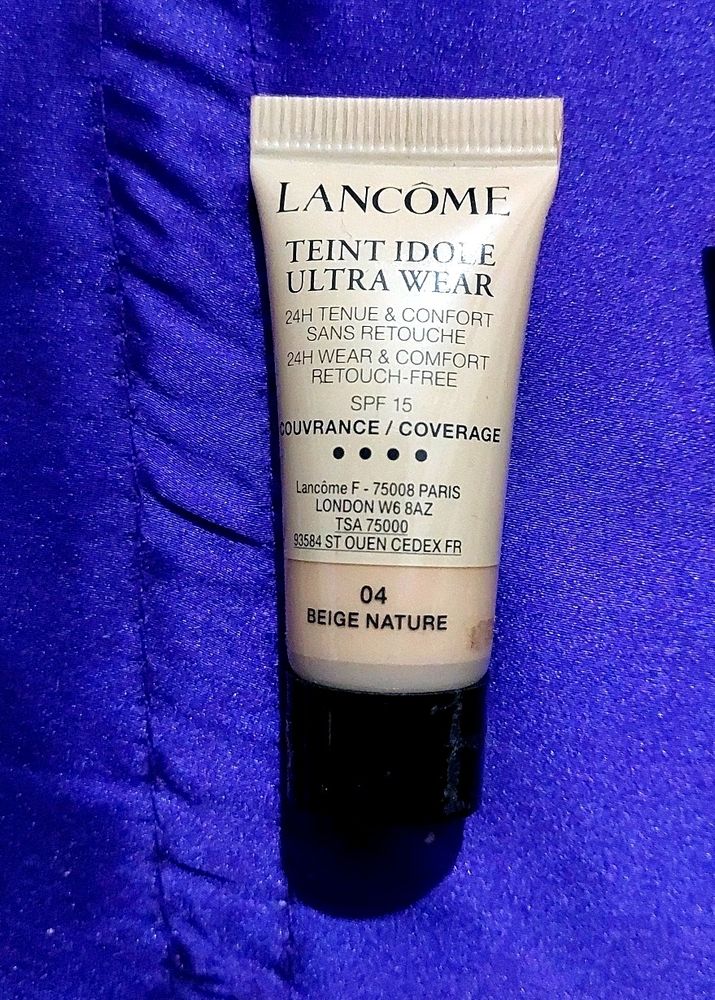 LANCÔME
TEINT IDOLE
ULTRA WEAR
24H TENUE & CONFORT
SANS RETOUCHE
24H WEAR & COMFORT
RETOUCH-FREE
SPF 15
COUVRANCE / COVERAGE
Lancôme F - 75008 PARIS
LONDON W6 8AZ
TSA 75000
93584 ST OUEN CEDEX FR
04
BEIGE NATURE